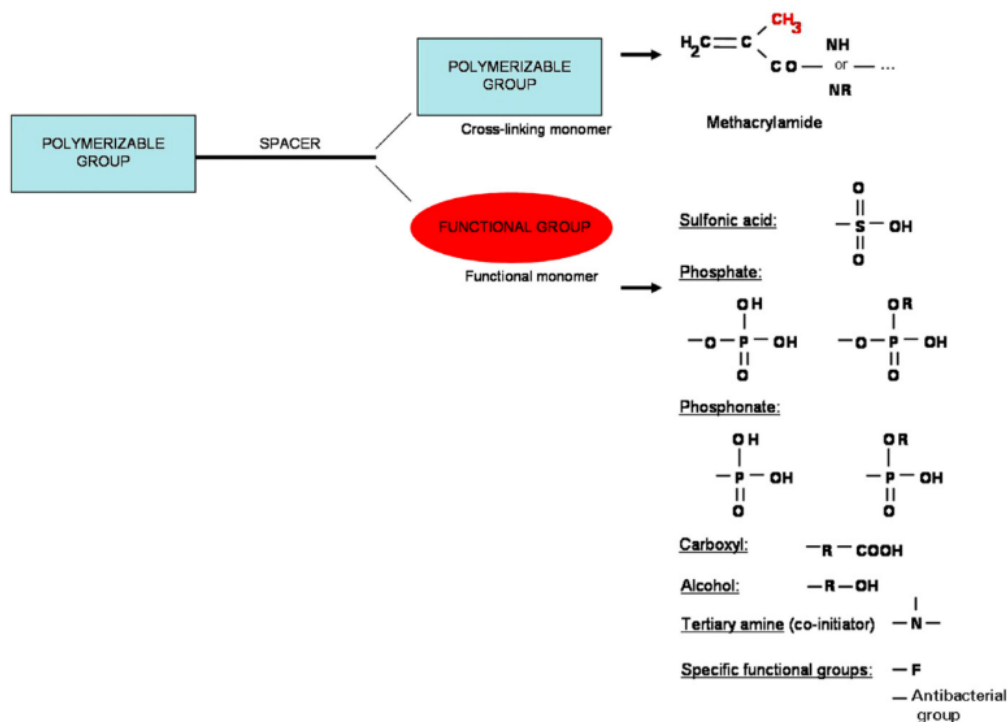 POLYMERIZABLE
GROUP
SPACER
POLYMERIZABLE
GROUP
Cross-linking monomer
FUNCTIONAL GROUP
Functional monomer
CH3
H2C=C
CO — NH or NR — ...
Methacrylamide
Sulfonic acid:
O
— S — OH
O
Phosphate:
OH OR
—O—P—OH —O—P—OH
O O
Phosphonate:
OH OR
—P—OH —P—OH
O O
Carboxyl: —R—COOH
Alcohol: —R—OH
Tertiary amine (co-initiator) —N—
Specific functional groups: —F
— Antibacterial
group